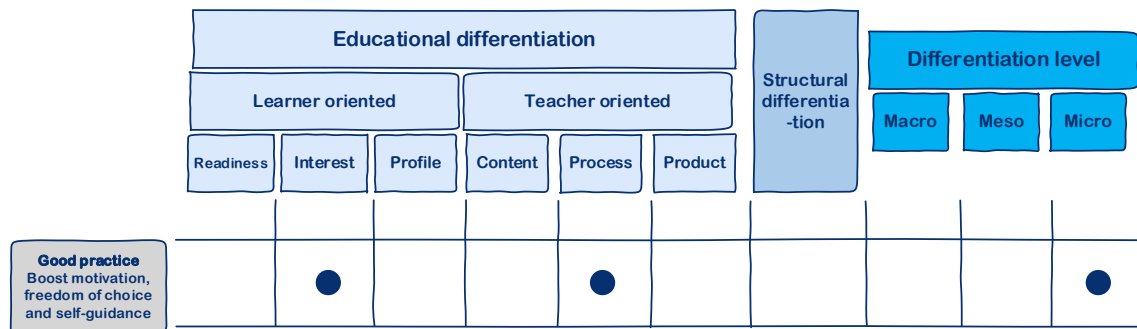 Educational differentiation
Structural
differentia
-tion
Differentiation level
Learner oriented
Teacher oriented
Macro
Meso
Micro
Readiness
Interest
Profile
Content
Process
Product
Good practice
Boost motivation,
freedom of choice
and self-guidance